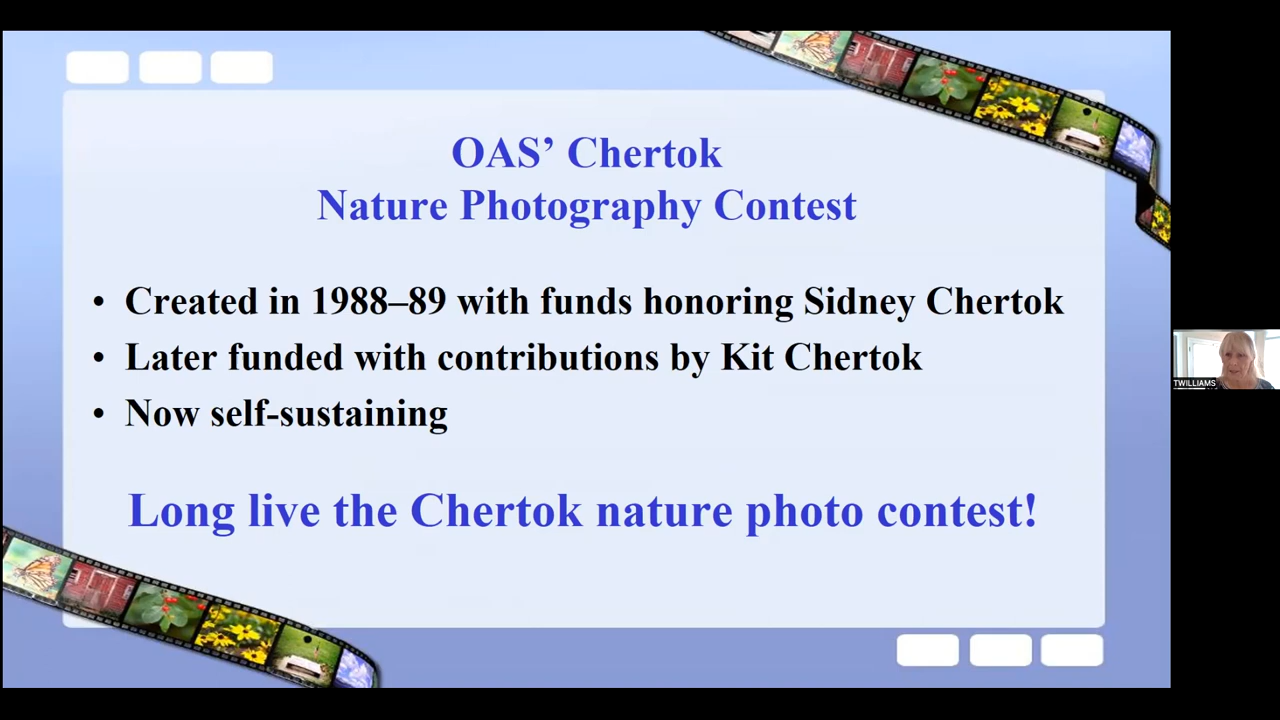 OAS’ Chertok
Nature Photography Contest
• Created in 1988–89 with funds honoring Sidney Chertok
• Later funded with contributions by Kit Chertok
• Now self-sustaining
Long live the Chertok nature photo contest!
TWILLIAMS